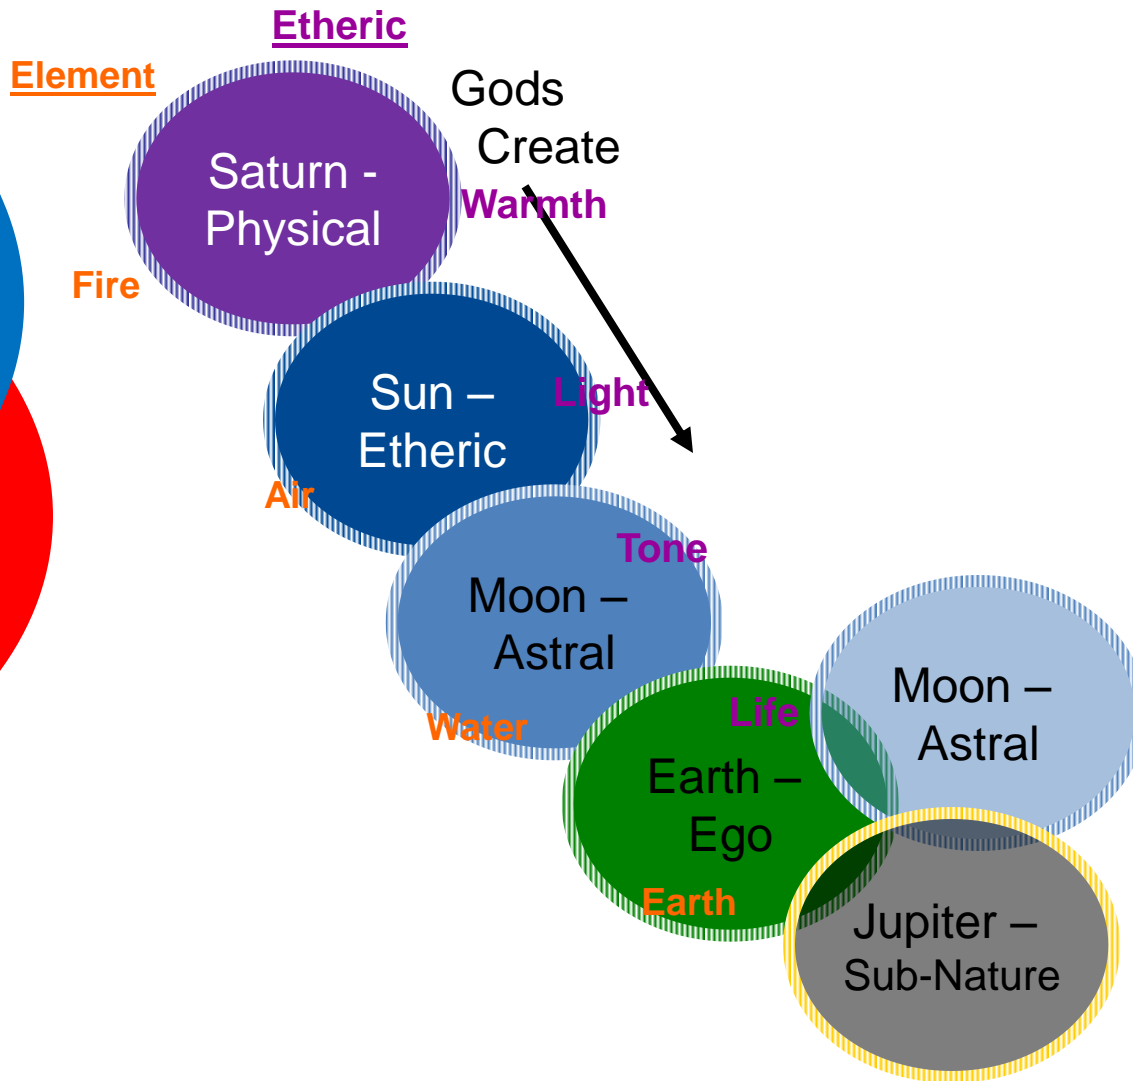 Etheric
Element
Gods
Create
Saturn -
Physical
Warmth
Fire
Sun –
Etheric
Light
Air
Tone
Moon –
Astral
Water
Life
Moon –
Astral
Earth –
Ego
Earth
Jupiter –
Sub-Nature